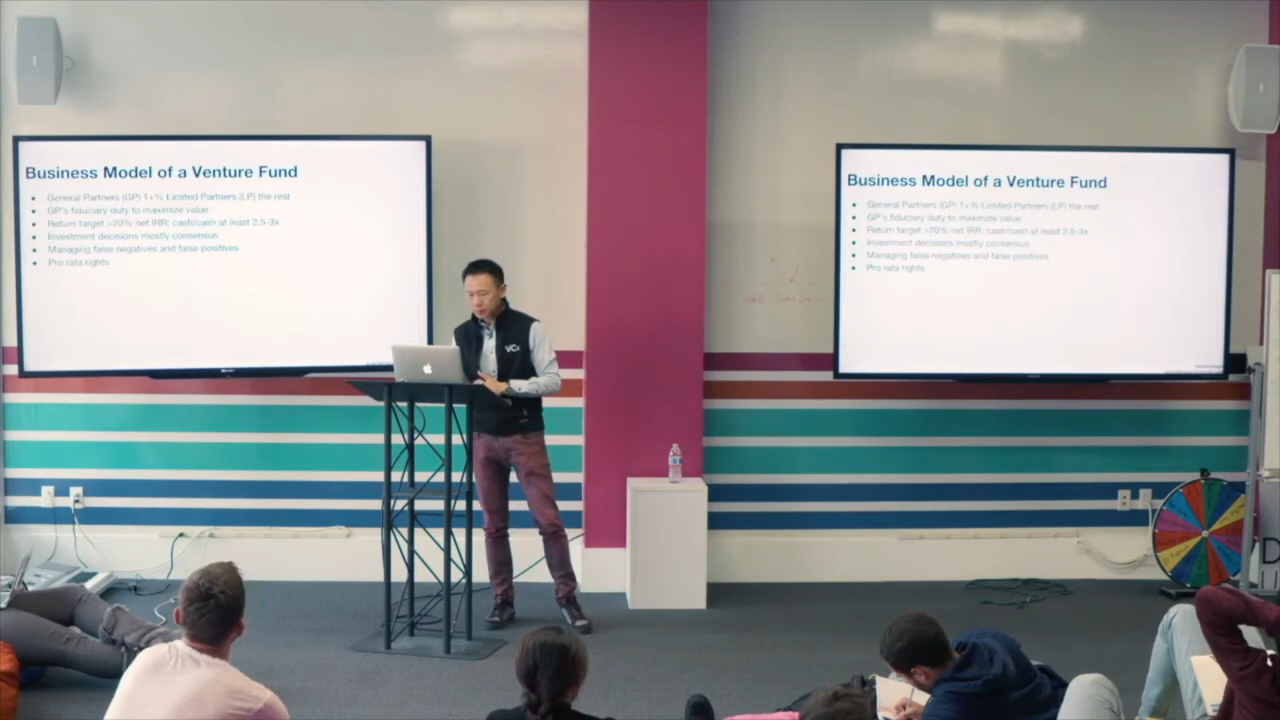 Business Model of a Venture Fund
General Partners (GP) 1+% Limited Partners (LP) the rest
GP's fiduciary duty to maximize value
Return target >20% net IRR; cash/cash at least 2.5-3x
Investment decisions mostly consensus
Managing false negatives and false positives
Pro rata rights
Business Model of a Venture Fund
General Partners (GP) 1+% Limited Partners (LP) the rest
GP's fiduciary duty to maximize value
Return target >20% net IRR; cash/cash at least 2.5-3x
Investment decisions mostly consensus
Managing false negatives and false positives
Pro rata rights